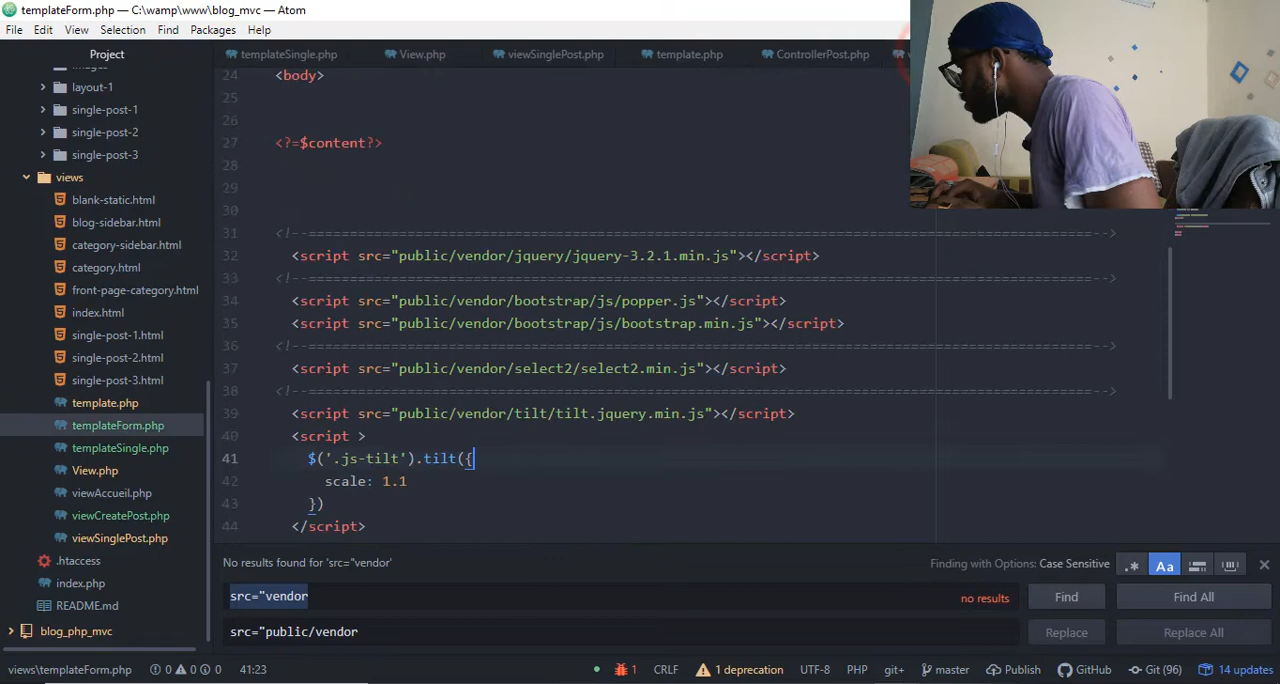 templateForm.php — C:\wamp\www\blog_mvc — Atom
File Edit View Selection Find Packages Help
Project
templateSingle.php View.php viewSinglePost.php template.php ControllerPost.php
layout-1
single-post-1
single-post-2
single-post-3
views
blank-static.html
blog-sidebar.html
category-sidebar.html
category.html
front-page-category.html
index.html
single-post-1.html
single-post-2.html
single-post-3.html
template.php
templateForm.php
templateSingle.php
View.php
viewAccueil.php
viewCreatePost.php
viewSinglePost.php
.htaccess
index.php
README.md
blog_php_mvc
24 <body>
25
26
27 <?=$content?>
28
29
30
31 <!--===============================================================================================-->
32 <script src="public/vendor/jquery/jquery-3.2.1.min.js"></script>
33 <!--===============================================================================================-->
34 <script src="public/vendor/bootstrap/js/popper.js"></script>
35 <script src="public/vendor/bootstrap/js/bootstrap.min.js"></script>
36 <!--===============================================================================================-->
37 <script src="public/vendor/select2/select2.min.js"></script>
38 <!--===============================================================================================-->
39 <script src="public/vendor/tilt/tilt.jquery.min.js"></script>
40 <script >
41 $('.js-tilt').tilt({
42 scale: 1.1
43 })
44 </script>
No results found for 'src="vendor' Finding with Options: Case Sensitive .* Aa
src="vendor no results Find Find All
src="public/vendor Replace Replace All
views\templateForm.php 0 0 0 41:23 1 CRLF 1 deprecation UTF-8 PHP git+ master Publish GitHub Git (96) 14 updates